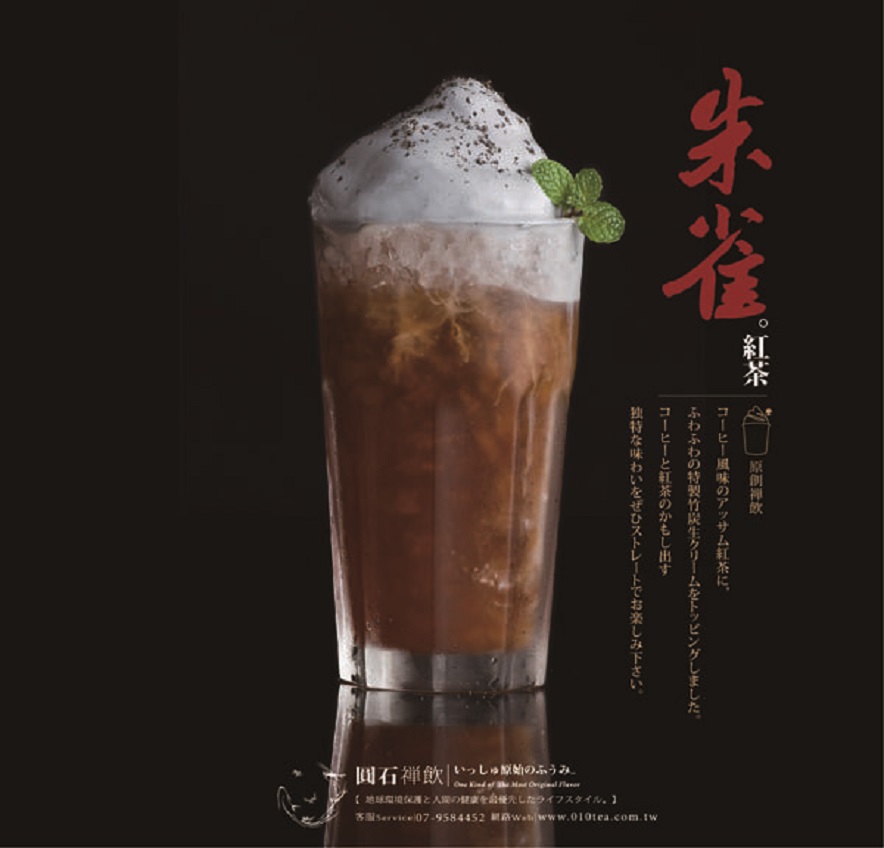 朱雀。紅茶
原創禅飲
コーヒー風味のアッサム紅茶に、
ふわふわの特製竹炭生クリームをトッピングしました。
コーヒーと紅茶のかもし出す
独特な味わいをぜひストレートでお楽しみ下さい。
圓石禅飲
いっしゅ原始のふうみ
One Kind of The Most Original Flavor
【 地球環境保護と人間の健康を最優先したライフスタイル。】
客服Service|07-9584452 網路Web|www.010tea.com.tw